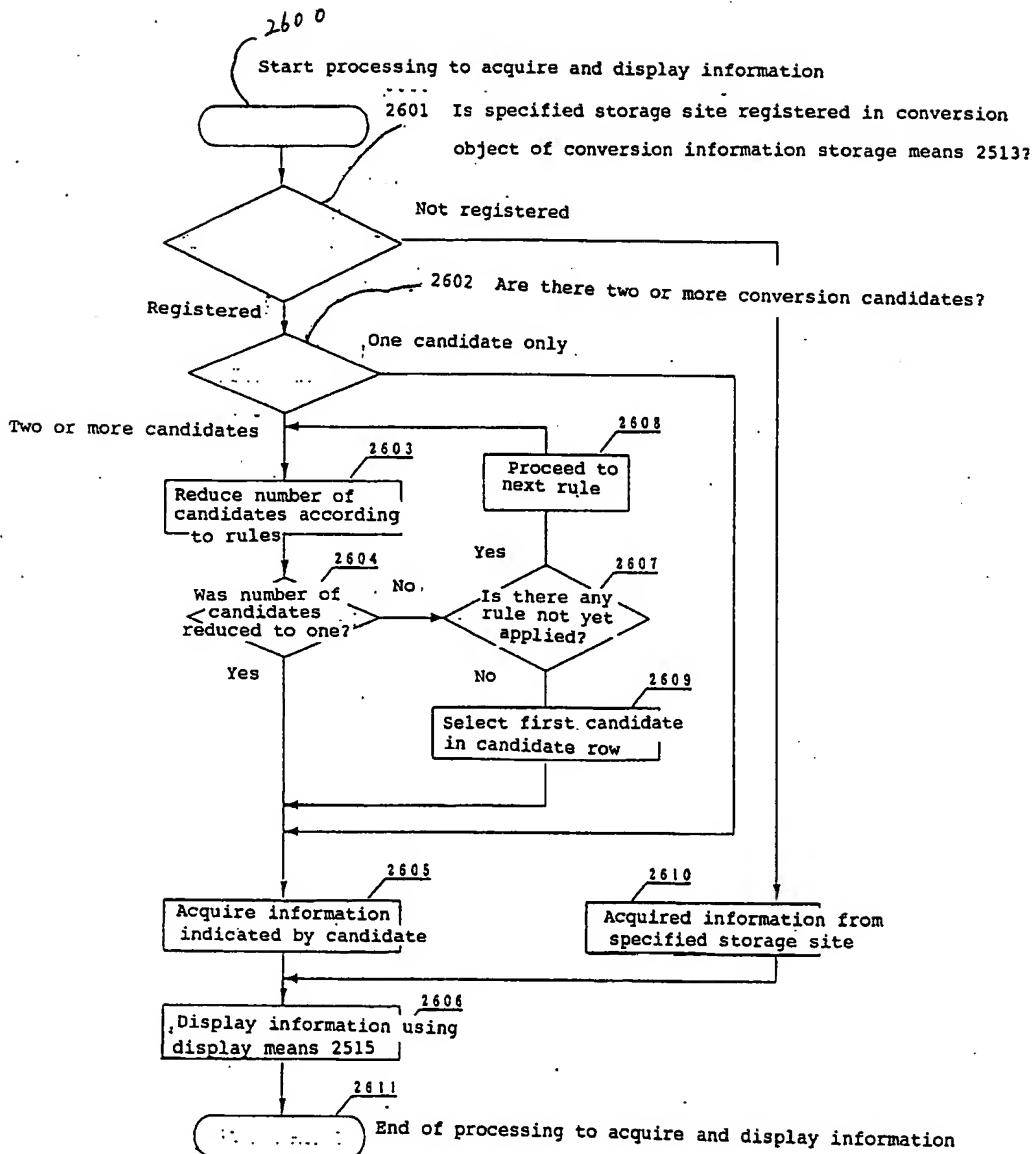 2600
Start processing to acquire and display information
2601 Is specified storage site registered in conversion
object of conversion information storage means 2513?
Not registered
2602 Are there two or more conversion candidates?
Registered
One candidate only
Two or more candidates
2608
2603
Proceed to
next rule
Reduce number of
candidates according
to rules
Yes
2604
2607
No
Was number of
candidates
reduced to one?
Is there any
rule not yet
applied?
Yes
No
2609
Select first candidate
in candidate row
2605
2610
Acquire information
indicated by candidate
Acquired information from
specified storage site
2606
Display information using
display means 2515
2611
End of processing to acquire and display information